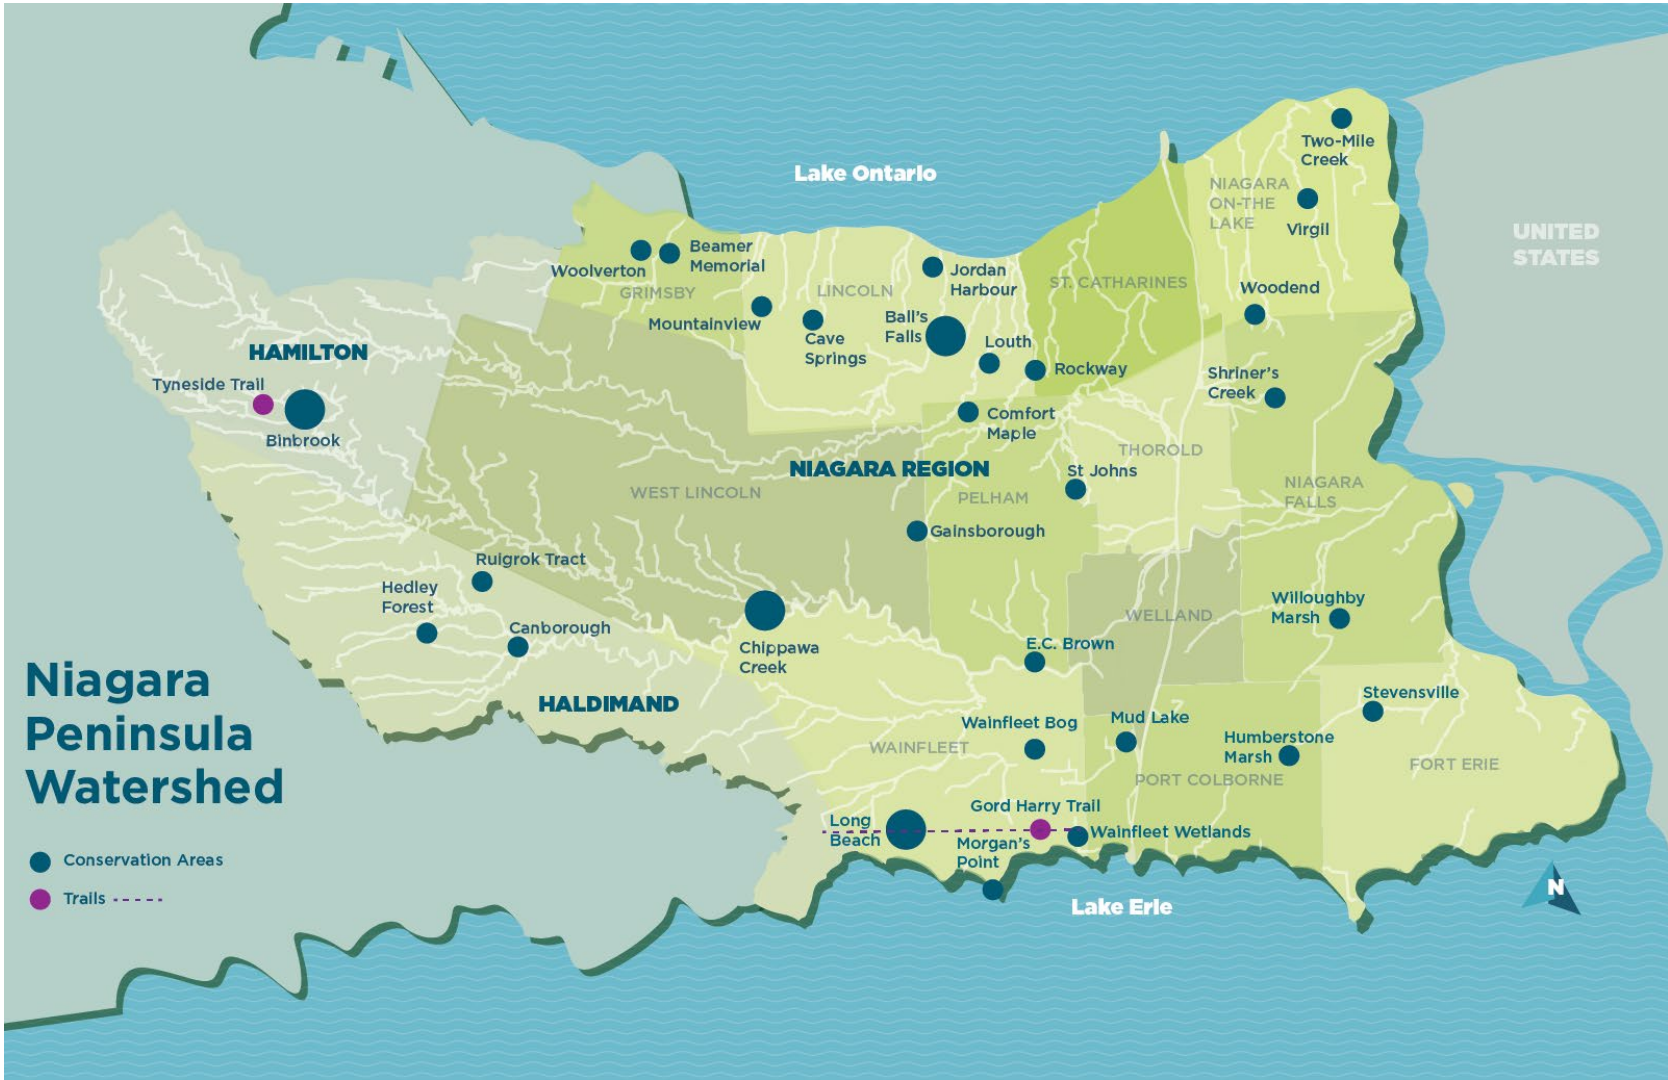 Lake Ontario
Two-Mile
Creek
NIAGARA
ON-THE
LAKE
Virgil
UNITED
STATES
Beamer
Memorial
Woolverton
GRIMSBY
Jordan
Harbour
LINCOLN
ST. CATHARINES
Woodend
Mountainview
Cave
Springs
Ball's
Falls
Louth
Rockway
HAMILTON
Tyneside Trail
Binbrook
Shriner's
Creek
Comfort
Maple
THOROLD
NIAGARA REGION
St Johns
WEST LINCOLN
PELHAM
NIAGARA
FALLS
Gainsborough
Ruigrok Tract
Hedley
Forest
Canborough
Willoughby
Marsh
WELLAND
E.C. Brown
Chippawa
Creek
HALDIMAND
Niagara
Peninsula
Watershed
Stevensville
Wainfleet Bog
Mud Lake
Humberstone
Marsh
WAINFLEET
PORT COLBORNE
FORT ERIE
Gord Harry Trail
Long
Beach
Morgan's
Point
Wainfleet Wetlands
Conservation Areas
Trails
Lake Erie
N